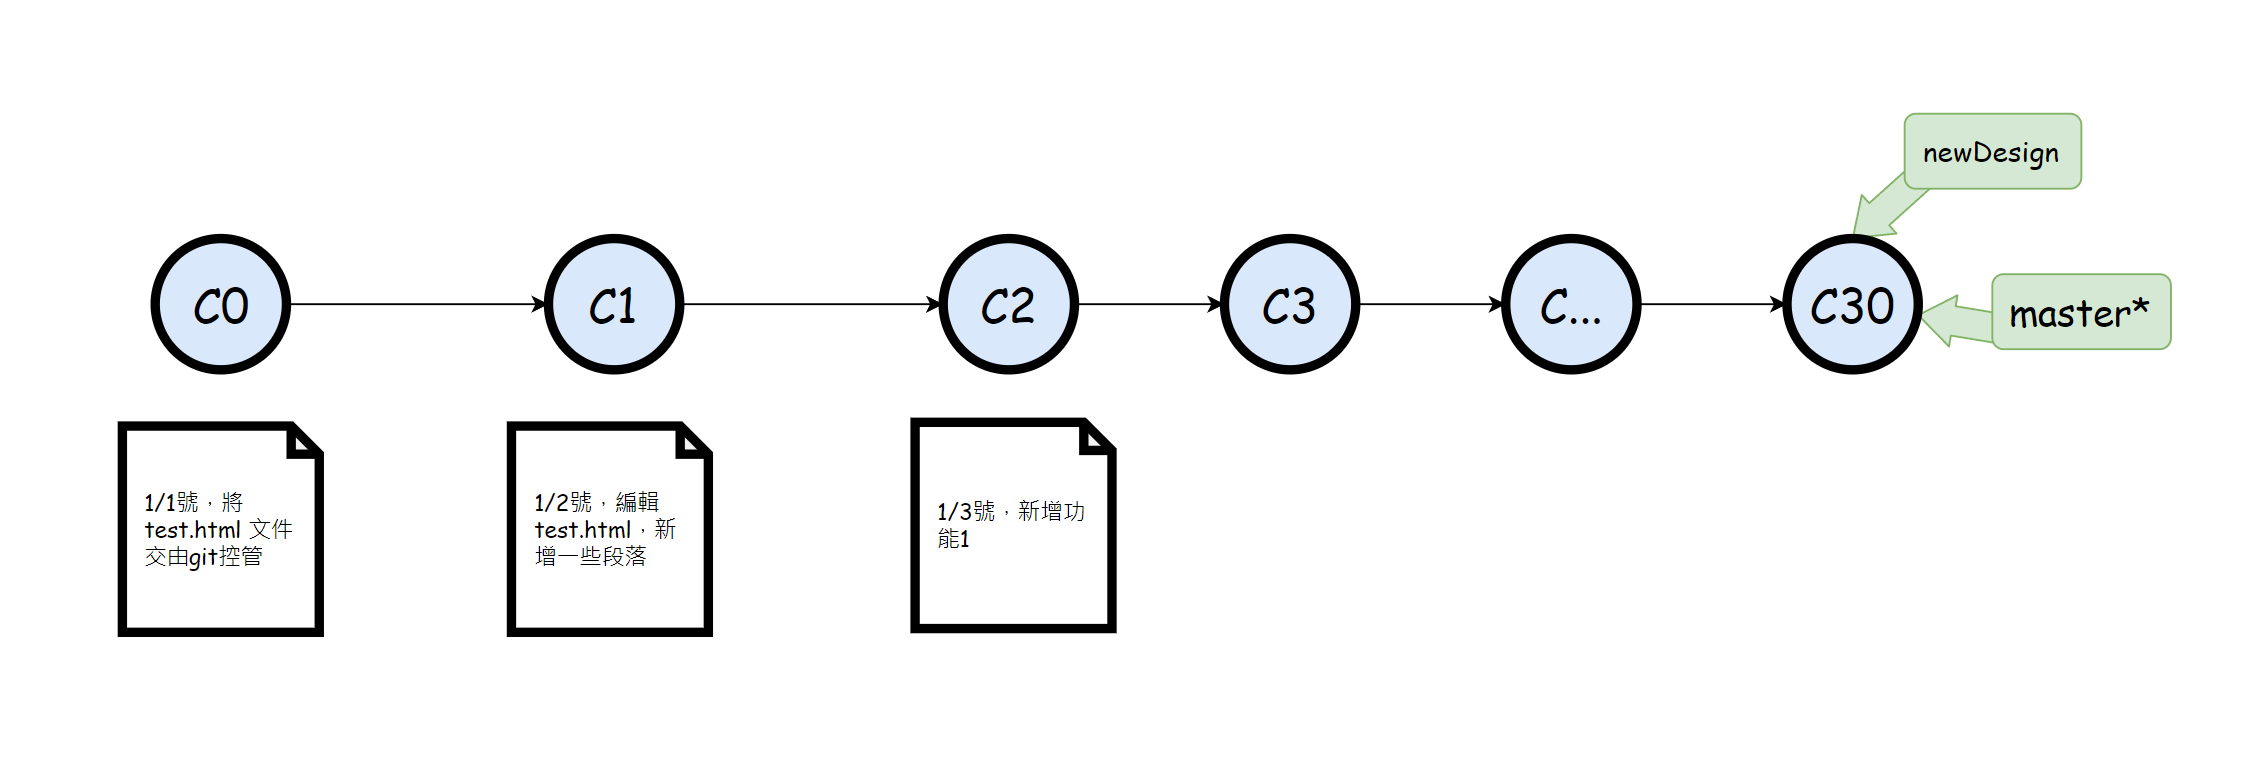 newDesign
C0
C1
C2
C3
C...
C30
master*
1/1號，將
test.html 文件
交由git控管
1/2號，編輯
test.html，新
增一些段落
1/3號，新增功
能1